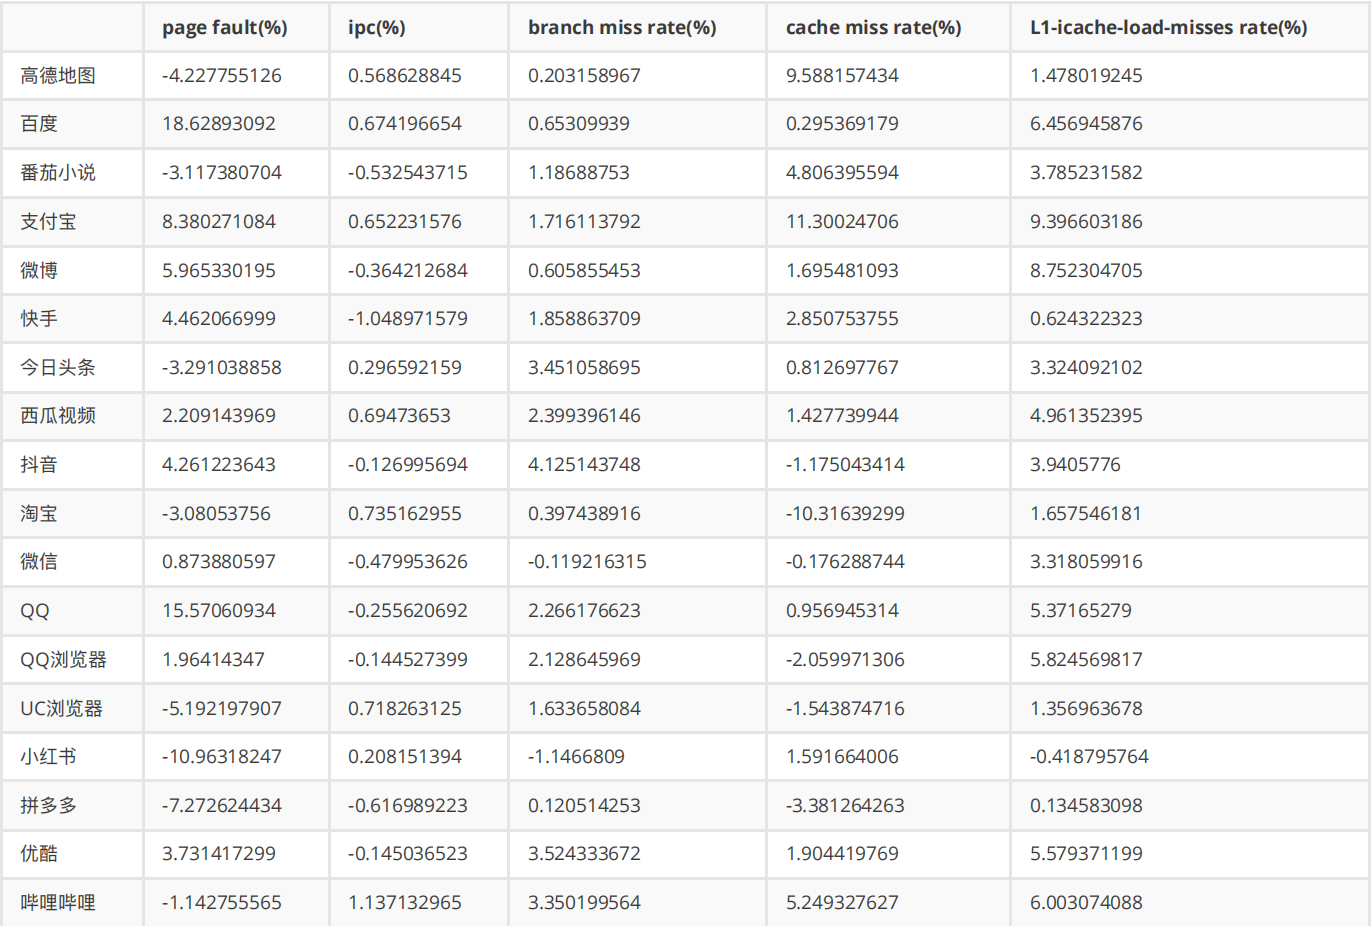 page fault(%) ipc(%) branch miss rate(%) cache miss rate(%) L1-icache-load-misses rate(%)
高德地图 -4.227755126 0.568628845 0.203158967 9.588157434 1.478019245
百度 18.62893092 0.674196654 0.65309939 0.295369179 6.456945876
番茄小说 -3.117380704 -0.532543715 1.18688753 4.806395594 3.785231582
支付宝 8.380271084 0.652231576 1.716113792 11.30024706 9.396603186
微博 5.965330195 -0.364212684 0.605855453 1.695481093 8.752304705
快手 4.462066999 -1.048971579 1.858863709 2.850753755 0.624322323
今日头条 -3.291038858 0.296592159 3.451058695 0.812697767 3.324092102
西瓜视频 2.209143969 0.69473653 2.399396146 1.427739944 4.961352395
抖音 4.261223643 -0.126995694 4.125143748 -1.175043414 3.9405776
淘宝 -3.08053756 0.735162955 0.397438916 -10.31639299 1.657546181
微信 0.873880597 -0.479953626 -0.119216315 -0.176288744 3.318059916
QQ 15.57060934 -0.255620692 2.266176623 0.956945314 5.37165279
QQ浏览器 1.96414347 -0.144527399 2.128645969 -2.059971306 5.824569817
UC浏览器 -5.192197907 0.718263125 1.633658084 -1.543874716 1.356963678
小红书 -10.96318247 0.208151394 -1.1466809 1.591664006 -0.418795764
拼多多 -7.272624434 -0.616989223 0.120514253 -3.381264263 0.134583098
优酷 3.731417299 -0.145036523 3.524333672 1.904419769 5.579371199
哔哩哔哩 -1.142755565 1.137132965 3.350199564 5.249327627 6.003074088